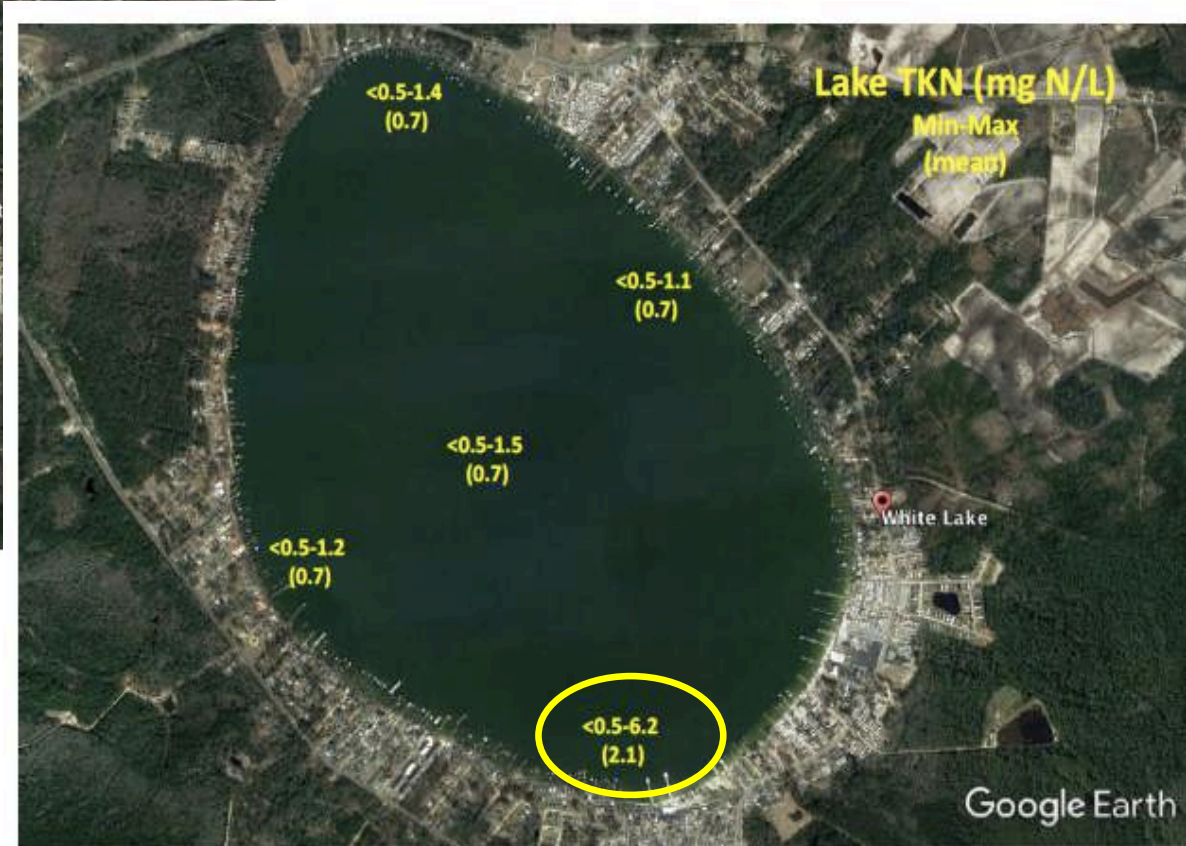 Lake TKN (mg N/L)
Min-Max
(mean)
<0.5-1.4
(0.7)
<0.5-1.1
(0.7)
<0.5-1.5
(0.7)
White Lake
<0.5-1.2
(0.7)
<0.5-6.2
(2.1)
Google Earth